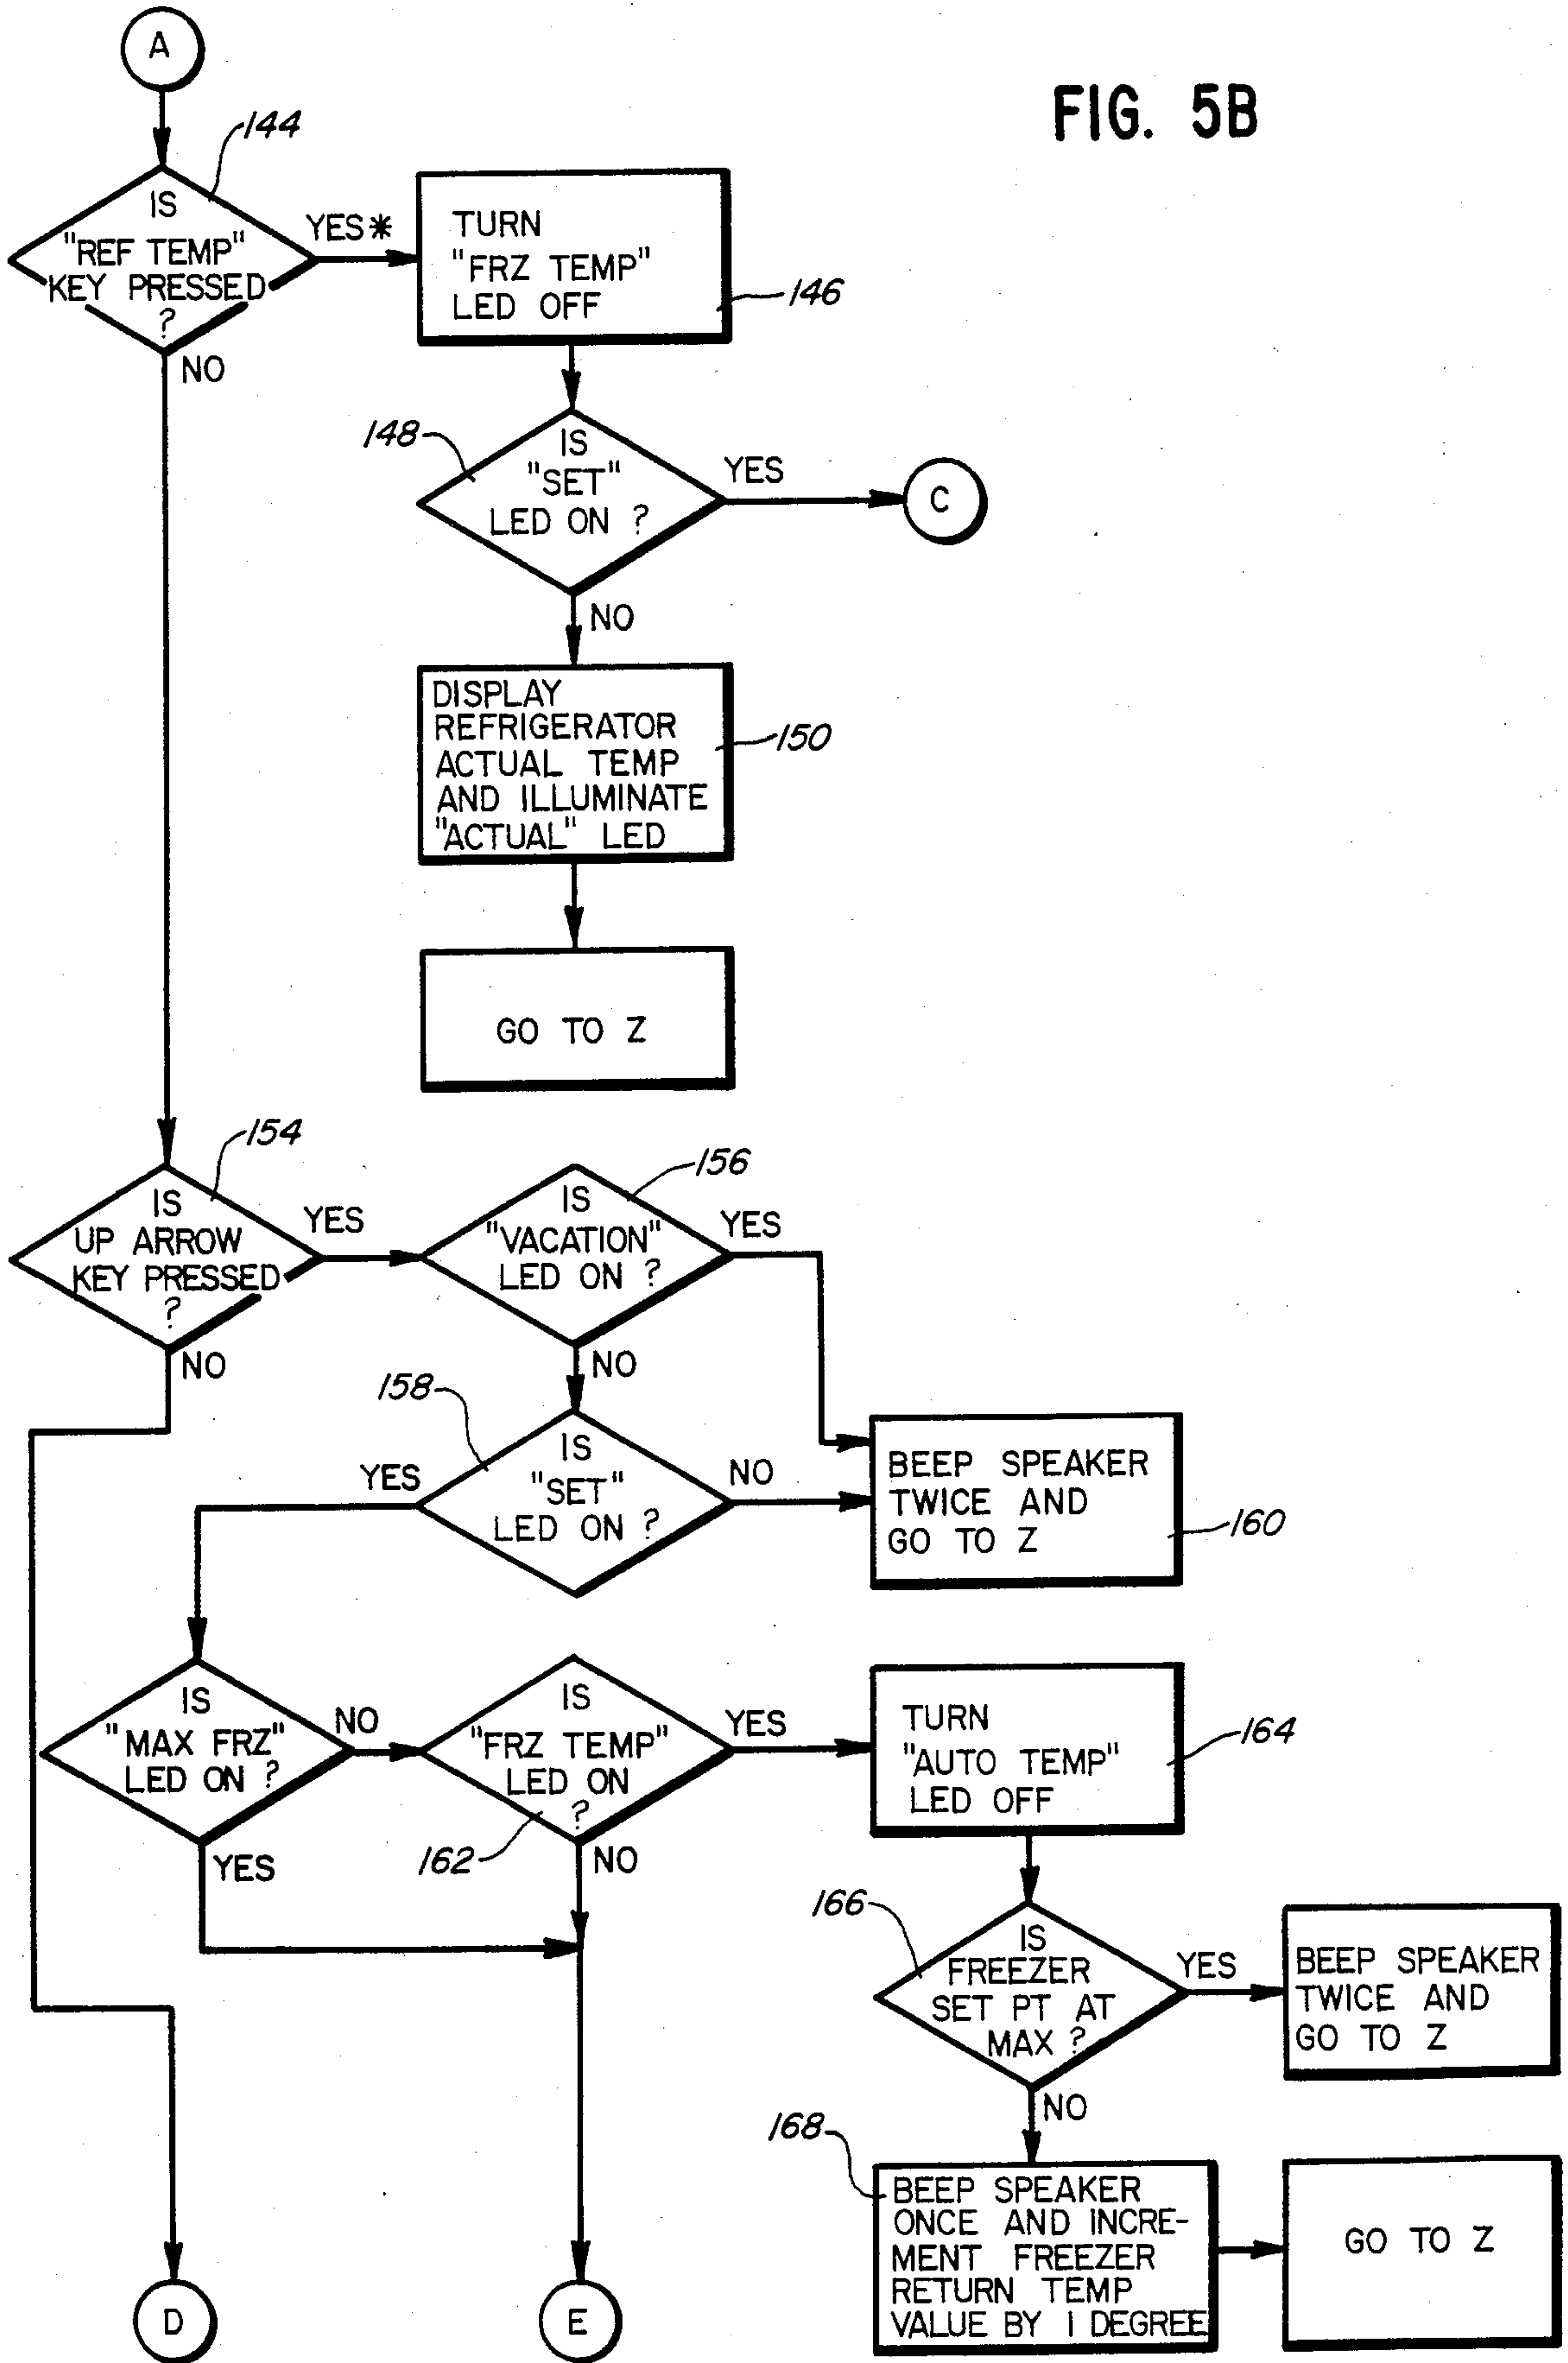 A
FIG. 5B
144
IS
"REF TEMP"
KEY PRESSED
?
YES*
NO
TURN
"FRZ TEMP"
LED OFF
146
148
IS
"SET"
LED ON ?
YES
C
NO
DISPLAY
REFRIGERATOR
ACTUAL TEMP
AND ILLUMINATE
"ACTUAL" LED
150
GO TO Z
154
IS
UP ARROW
KEY PRESSED
?
YES
NO
156
IS
"VACATION"
LED ON ?
YES
NO
158
IS
"SET"
LED ON ?
YES
NO
BEEP SPEAKER
TWICE AND
GO TO Z
160
IS
"MAX FRZ"
LED ON ?
NO
YES
IS
"FRZ TEMP"
LED ON
?
162
YES
NO
TURN
"AUTO TEMP"
LED OFF
164
166
IS
FREEZER
SET PT AT
MAX ?
YES
NO
BEEP SPEAKER
TWICE AND
GO TO Z
168
BEEP SPEAKER
ONCE AND INCRE-
MENT FREEZER
RETURN TEMP
VALUE BY 1 DEGREE
GO TO Z
D
E